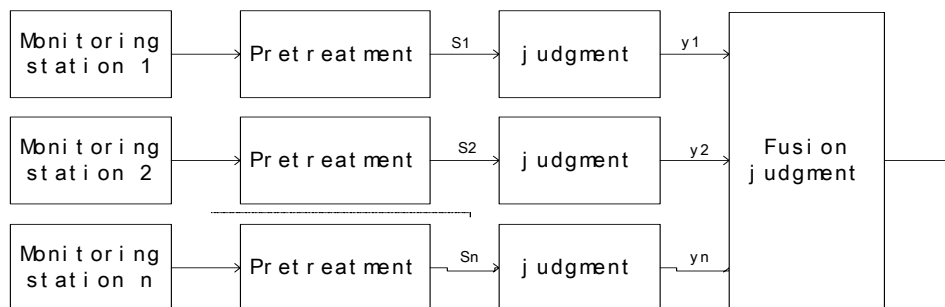 Monitoring
station 1
Pretreatment
S1
judgment
y1
Monitoring
station 2
Pretreatment
S2
judgment
y2
Fusion
judgment
Monitoring
station n
Pretreatment
Sn
judgment
yn